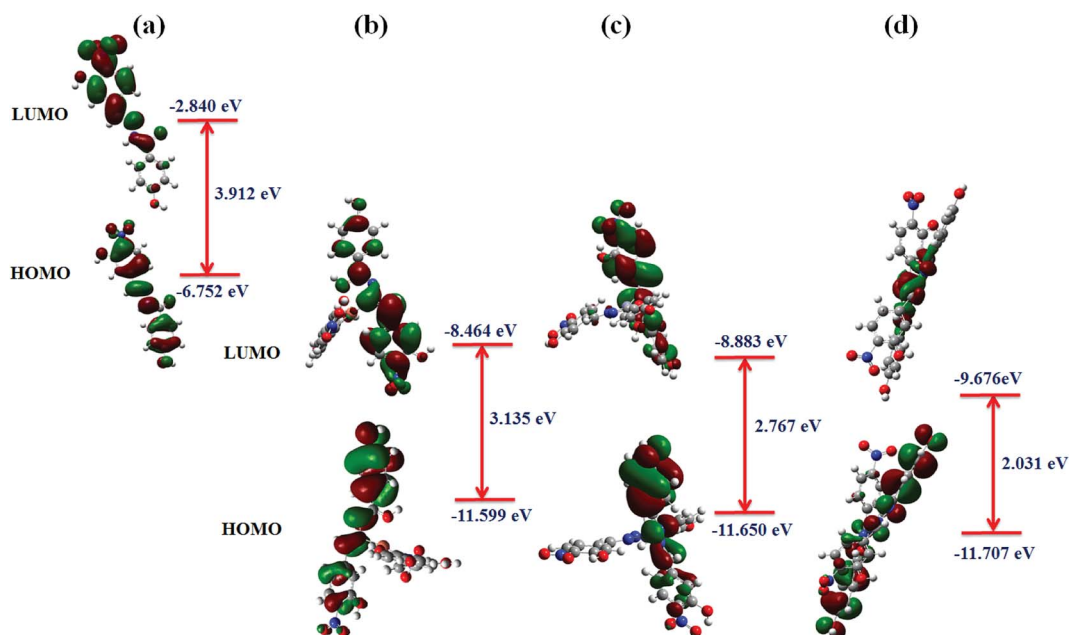 (a)
(b)
(c)
(d)
LUMO
-2.840 eV
3.912 eV
HOMO
-6.752 eV
LUMO
-8.464 eV
3.135 eV
HOMO
-11.599 eV
-8.883 eV
2.767 eV
-11.650 eV
-9.676eV
2.031 eV
-11.707 eV